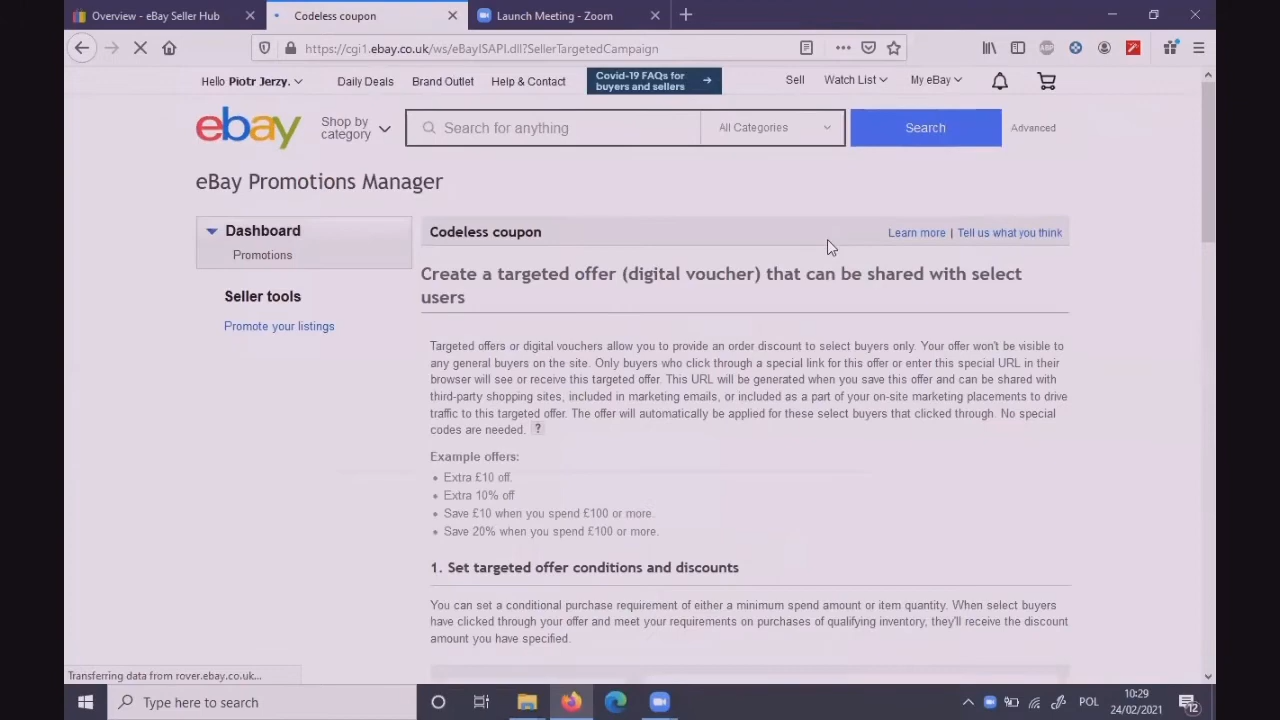 Overview - eBay Seller Hub
Codeless coupon
Launch Meeting - Zoom
https://cgi1.ebay.co.uk/ws/eBayISAPI.dll?SellerTargetedCampaign
Hello Piotr Jerzy.
Daily Deals
Brand Outlet
Help & Contact
Covid-19 FAQs for
buyers and sellers
Sell
Watch List
My eBay
ebay
Shop by
category
Search for anything
All Categories
Search
Advanced
eBay Promotions Manager
Dashboard
Promotions
Seller tools
Promote your listings
Codeless coupon
Learn more | Tell us what you think
Create a targeted offer (digital voucher) that can be shared with select
users
Targeted offers or digital vouchers allow you to provide an order discount to select buyers only. Your offer won't be visible to
any general buyers on the site. Only buyers who click through a special link for this offer or enter this special URL in their
browser will see or receive this targeted offer. This URL will be generated when you save this offer and can be shared with
third-party shopping sites, included in marketing emails, or included as a part of your on-site marketing placements to drive
traffic to this targeted offer. The offer will automatically be applied for these select buyers that clicked through. No special
codes are needed. ?
Example offers:
• Extra £10 off.
• Extra 10% off
• Save £10 when you spend £100 or more.
• Save 20% when you spend £100 or more.
1. Set targeted offer conditions and discounts
You can set a conditional purchase requirement of either a minimum spend amount or item quantity. When select buyers
have clicked through your offer and meet your requirements on purchases of qualifying inventory, they'll receive the discount
amount you have specified.
Transferring data from rover.ebay.co.uk...
Type here to search
POL
10:29
24/02/2021
12